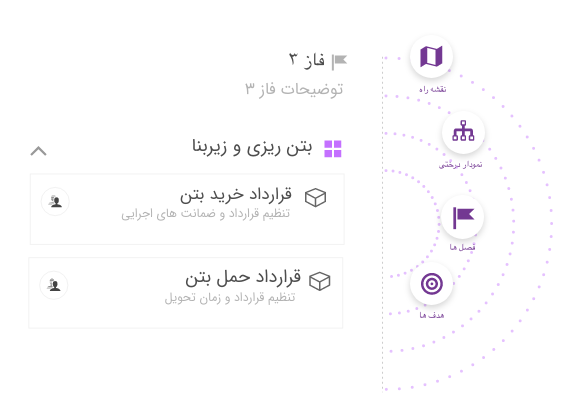 فاز ۳
توضیحات فاز ۳
بتن ریزی و زیربنا
قرارداد خرید بتن
تنظیم قرارداد و ضمانت های اجرایی
قرارداد حمل بتن
تنظیم قرارداد و زمان تحویل
نقشه راه
نمودار درختی
فصل ها
هدف ها